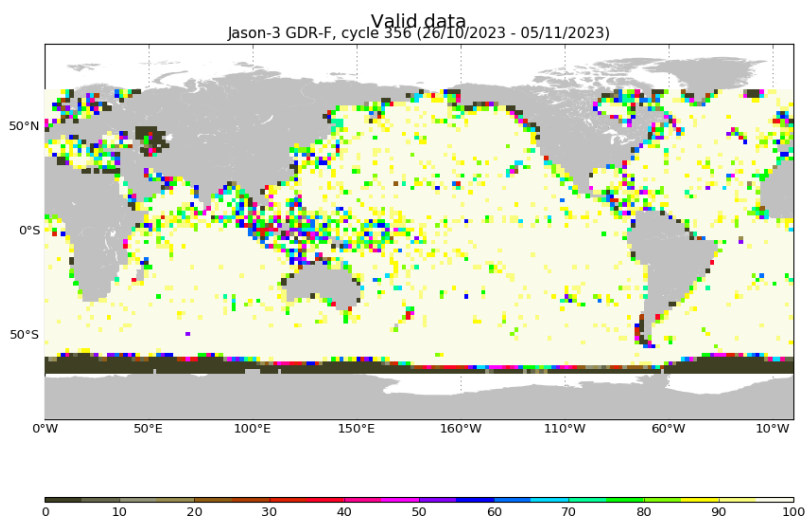 Valid data
Jason-3 GDR-F, cycle 356 (26/10/2023 - 05/11/2023)
50°N
0°S
50°S
0°W 50°E 100°E 150°E 160°W 110°W 60°W 10°W
0 10 20 30 40 50 60 70 80 90 100